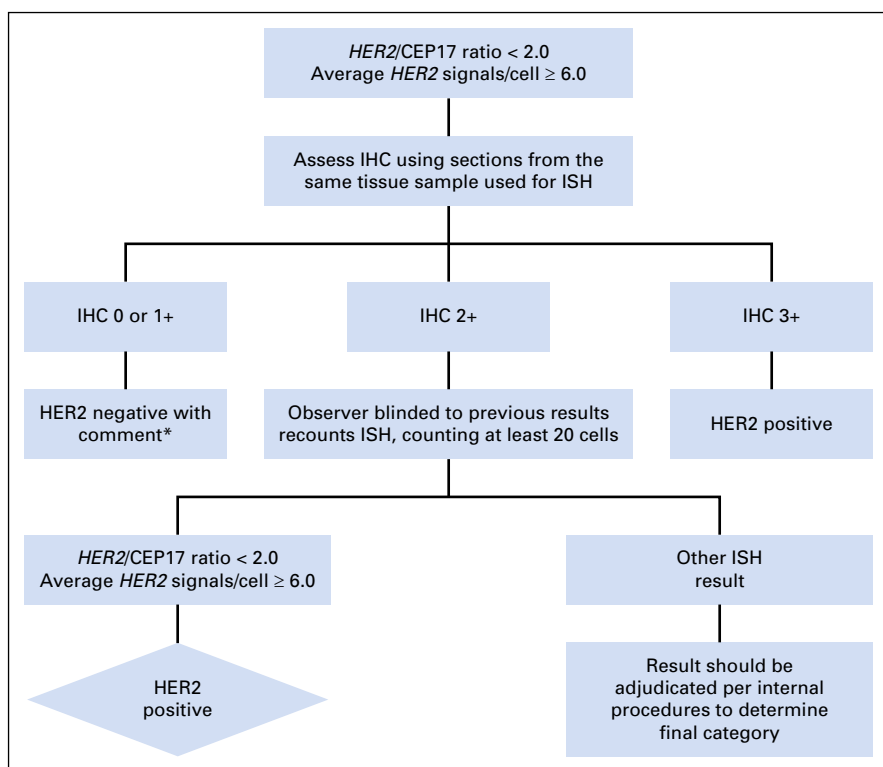 HER2/CEP17 ratio < 2.0
Average HER2 signals/cell ≥ 6.0
Assess IHC using sections from the
same tissue sample used for ISH
IHC 0 or 1+
IHC 2+
IHC 3+
HER2 negative with
comment*
Observer blinded to previous results
recounts ISH, counting at least 20 cells
HER2 positive
HER2/CEP17 ratio < 2.0
Average HER2 signals/cell ≥ 6.0
Other ISH
result
HER2
positive
Result should be
adjudicated per internal
procedures to determine
final category